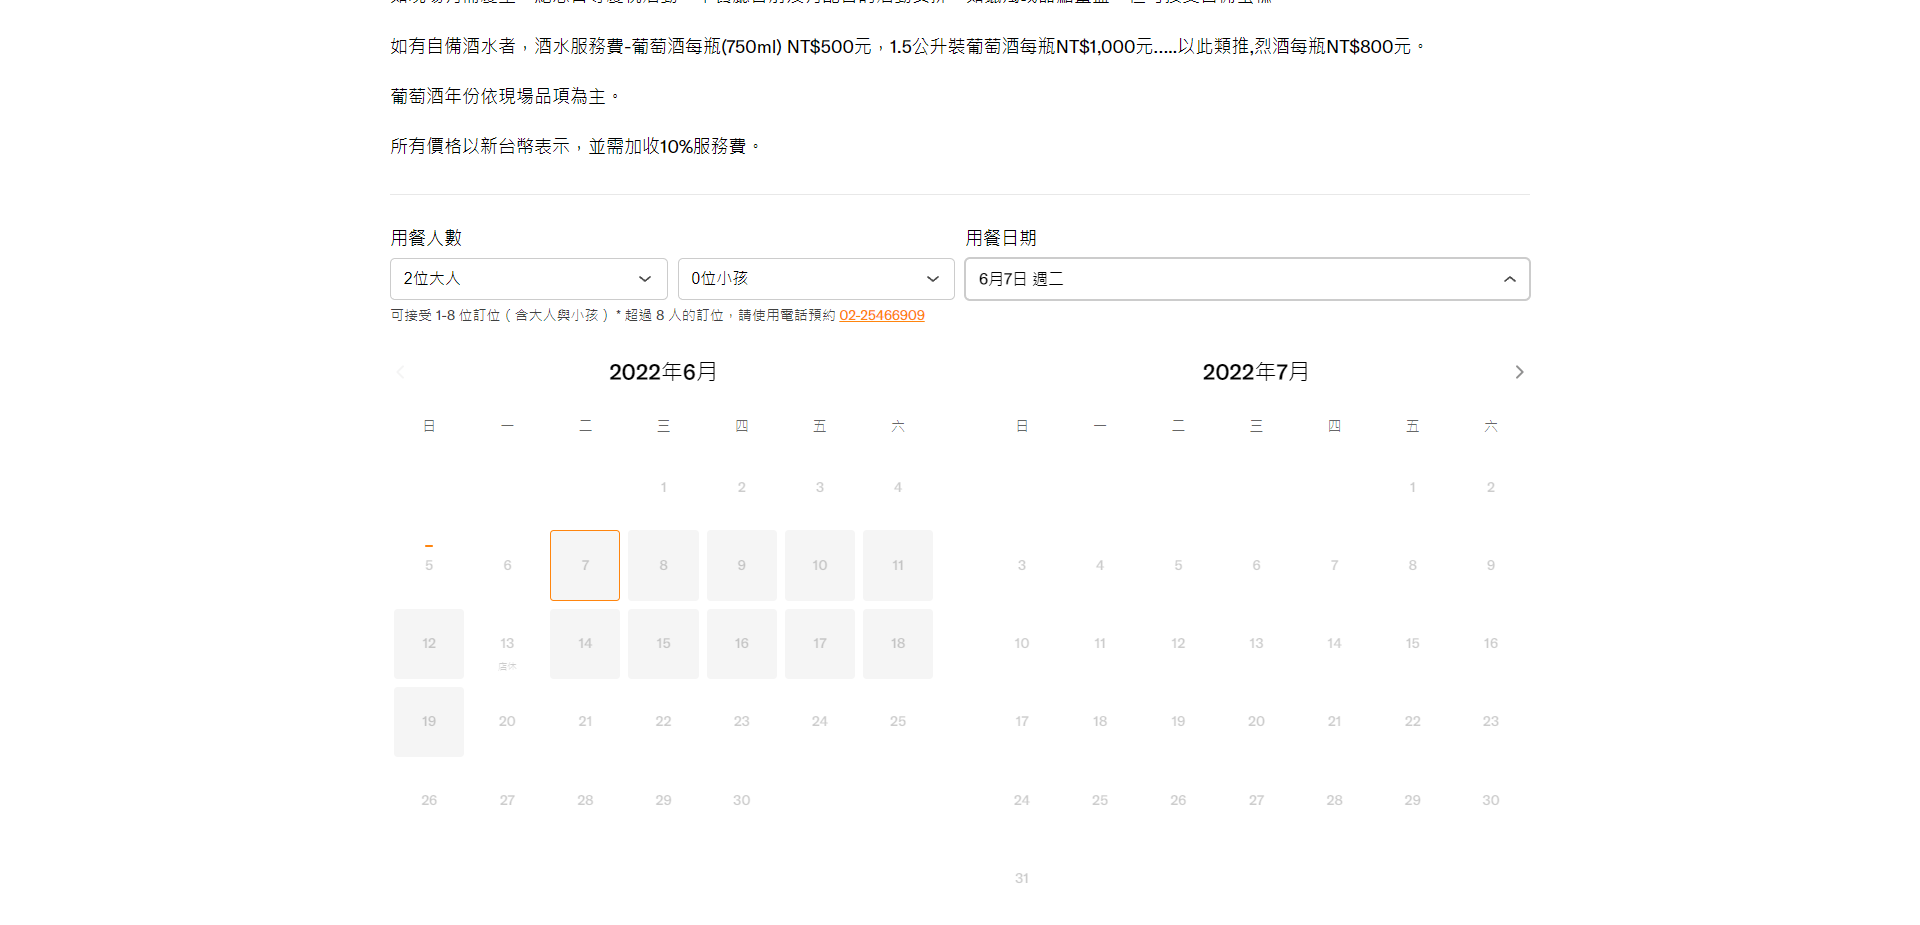 如有自備酒水者，酒水服務費-葡萄酒每瓶(750ml) NT$500元，1.5公升裝葡萄酒每瓶NT$1,000元.....以此類推,烈酒每瓶NT$800元。
葡萄酒年份依現場品項為主。
所有價格以新台幣表示，並需加收10%服務費。
用餐人數 用餐日期
2位大人 0位小孩 6月7日 週二
可接受 1-8 位訂位（含大人與小孩） * 超過 8 人的訂位，請使用電話預約 02-25466909
2022年6月 2022年7月
日 一 二 三 四 五 六 日 一 二 三 四 五 六
1 2 3 4 1 2
5 6 7 8 9 10 11 3 4 5 6 7 8 9
12 13 14 15 16 17 18 10 11 12 13 14 15 16
店休
19 20 21 22 23 24 25 17 18 19 20 21 22 23
26 27 28 29 30 24 25 26 27 28 29 30
31